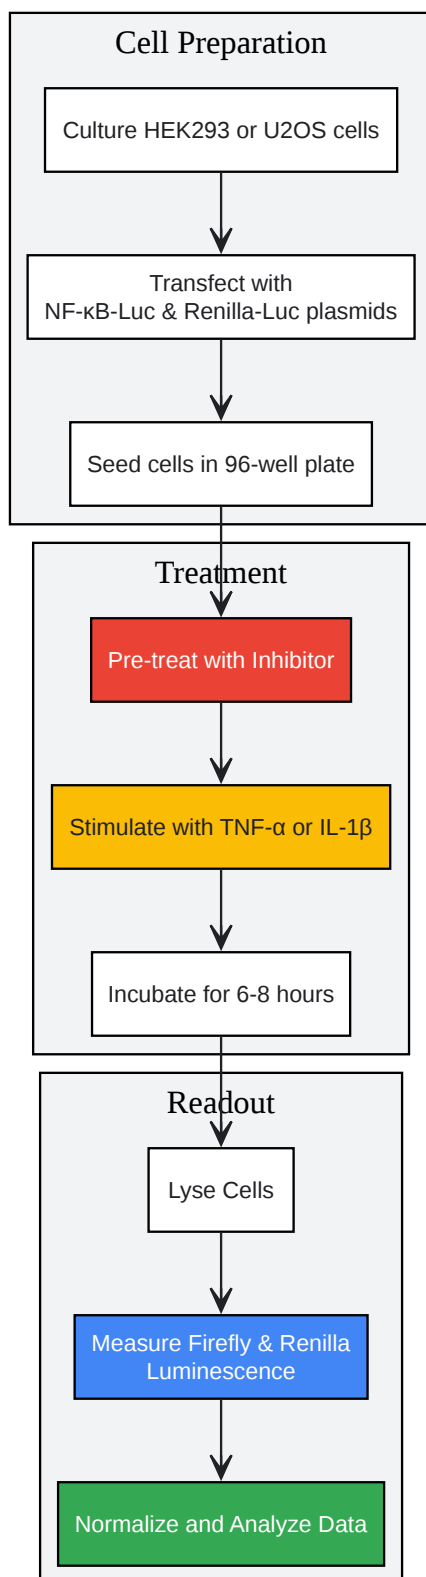 Cell Preparation
Culture HEK293 or U2OS cells
Transfect with
NF-κB-Luc & Renilla-Luc plasmids
Seed cells in 96-well plate
Treatment
Pre-treat with Inhibitor
Stimulate with TNF-α or IL-1β
Incubate for 6-8 hours
Readout
Lyse Cells
Measure Firefly & Renilla
Luminescence
Normalize and Analyze Data